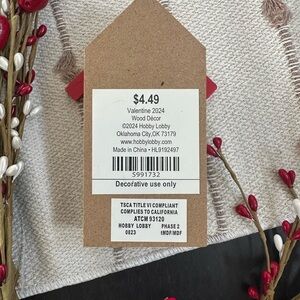 $4.49
Valentine 2024
Wood Décor
©2024 Hobby Lobby
Oklahoma City,OK 73179
www.hobbylobby.com
Made in China • HL9192497
5991732
Decorative use only
TSCA TITLE VI COMPLIANT
COMPLIES TO CALIFORNIA
ATCM 93120
HOBBY LOBBY PHASE 2
0823 tMDF/MDF